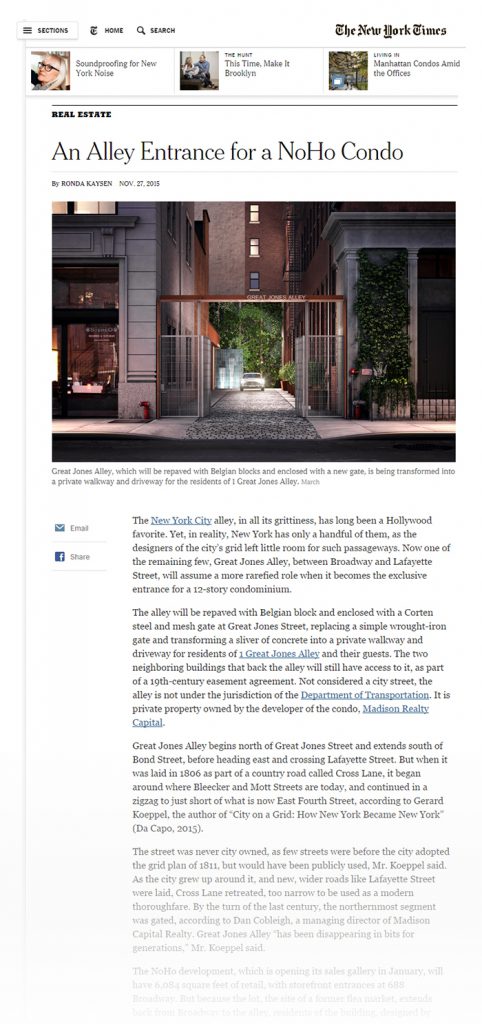 SECTIONS
HOME
SEARCH
The New York Times
Soundproofing for New
York Noise
THE HUNT
This Time, Make It
Brooklyn
LIVING IN
Manhattan Condos Amid
the Offices
REAL ESTATE
An Alley Entrance for a NoHo Condo
By RONDA KAYSEN NOV. 27, 2015
GREAT JONES ALLEY
Great Jones Alley, which will be repaved with Belgian blocks and enclosed with a new gate, is being transformed into
a private walkway and driveway for the residents of 1 Great Jones Alley. March
Email
Share
The New York City alley, in all its grittiness, has long been a Hollywood
favorite. Yet, in reality, New York has only a handful of them, as the
designers of the city's grid left little room for such passageways. Now one of
the remaining few, Great Jones Alley, between Broadway and Lafayette
Street, will assume a more rarefied role when it becomes the exclusive
entrance for a 12-story condominium.
The alley will be repaved with Belgian block and enclosed with a Corten
steel and mesh gate at Great Jones Street, replacing a simple wrought-iron
gate and transforming a sliver of concrete into a private walkway and
driveway for residents of 1 Great Jones Alley and their guests. The two
neighboring buildings that back the alley will still have access to it, as part
of a 19th-century easement agreement. Not considered a city street, the
alley is not under the jurisdiction of the Department of Transportation. It is
private property owned by the developer of the condo, Madison Realty
Capital.
Great Jones Alley begins north of Great Jones Street and extends south of
Bond Street, before heading east and crossing Lafayette Street. But when it
was laid in 1806 as part of a country road called Cross Lane, it began
around where Bleecker and Mott Streets are today, and continued in a
zigzag to just short of what is now East Fourth Street, according to Gerard
Koeppel, the author of "City on a Grid: How New York Became New York"
(Da Capo, 2015).
The street was never city owned, as few streets were before the city adopted
the grid plan of 1811, but would have been publicly used, Mr. Koeppel said.
As the city grew up around it, and new, wider roads like Lafayette Street
were laid, Cross Lane retreated, too narrow to be used as a modern
thoroughfare. By the turn of the last century, the northernmost segment
was gated, according to Dan Cobleigh, a managing director of Madison
Capital Realty. Great Jones Alley "has been disappearing in bits for
generations," Mr. Koeppel said.
The NoHo development, which is opening its sales gallery in January, will
have 6,084 square feet of retail, with storefront entrances at 688
Broadway. But because the lot, the site of a former flea market, extends
back from Broadway to the alley, residents of the building, designed by